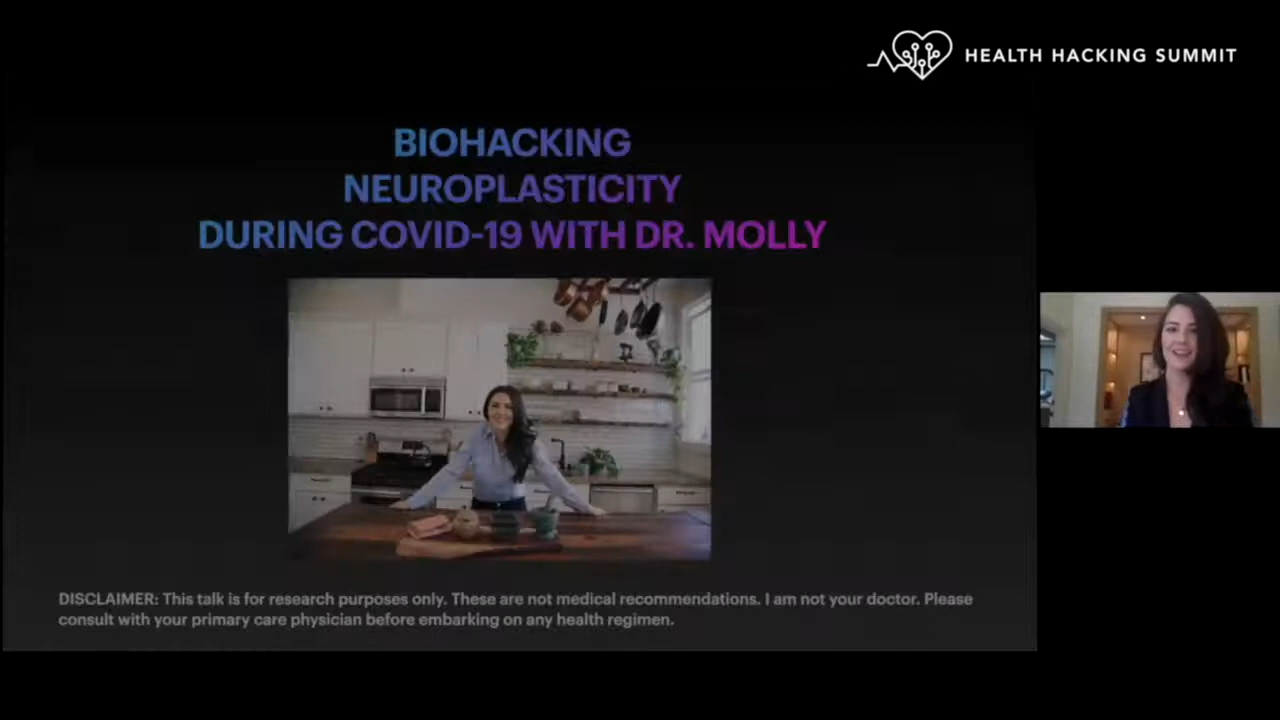 HEALTH HACKING SUMMIT
BIOHACKING
NEUROPLASTICITY
DURING COVID-19 WITH DR. MOLLY
DISCLAIMER: This talk is for research purposes only. These are not medical recommendations. I am not your doctor. Please
consult with your primary care physician before embarking on any health regimen.